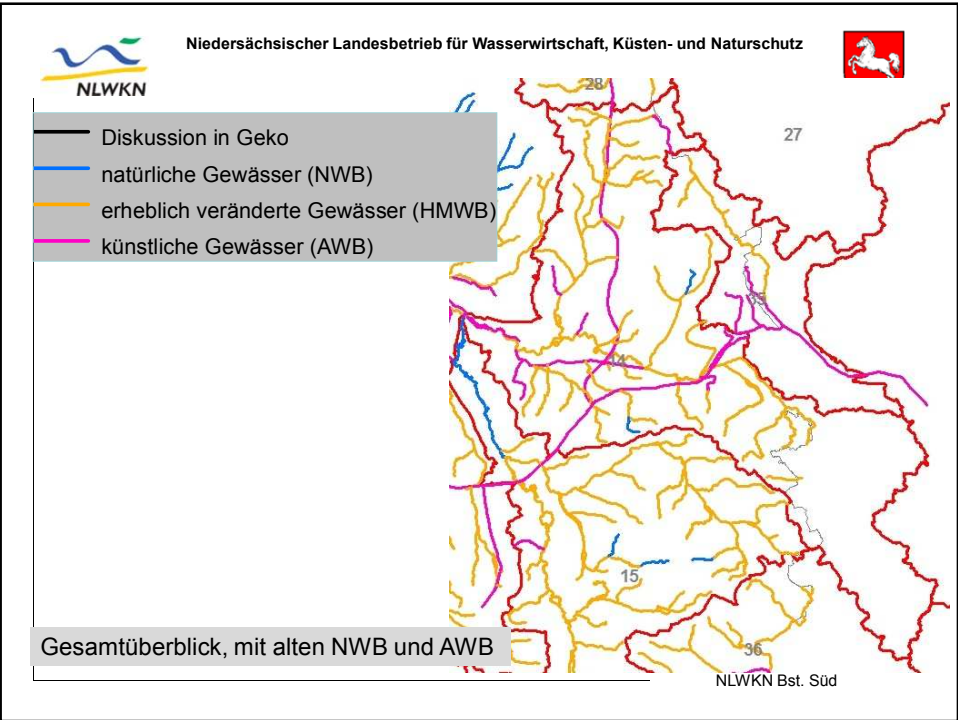 Niedersächsischer Landesbetrieb für Wasserwirtschaft, Küsten- und Naturschutz
NLWKN
Diskussion in Geko
natürliche Gewässer (NWB)
erheblich veränderte Gewässer (HMWB)
künstliche Gewässer (AWB)
28
27
35
14
15
36
Gesamtüberblick, mit alten NWB und AWB
NLWKN Bst. Süd